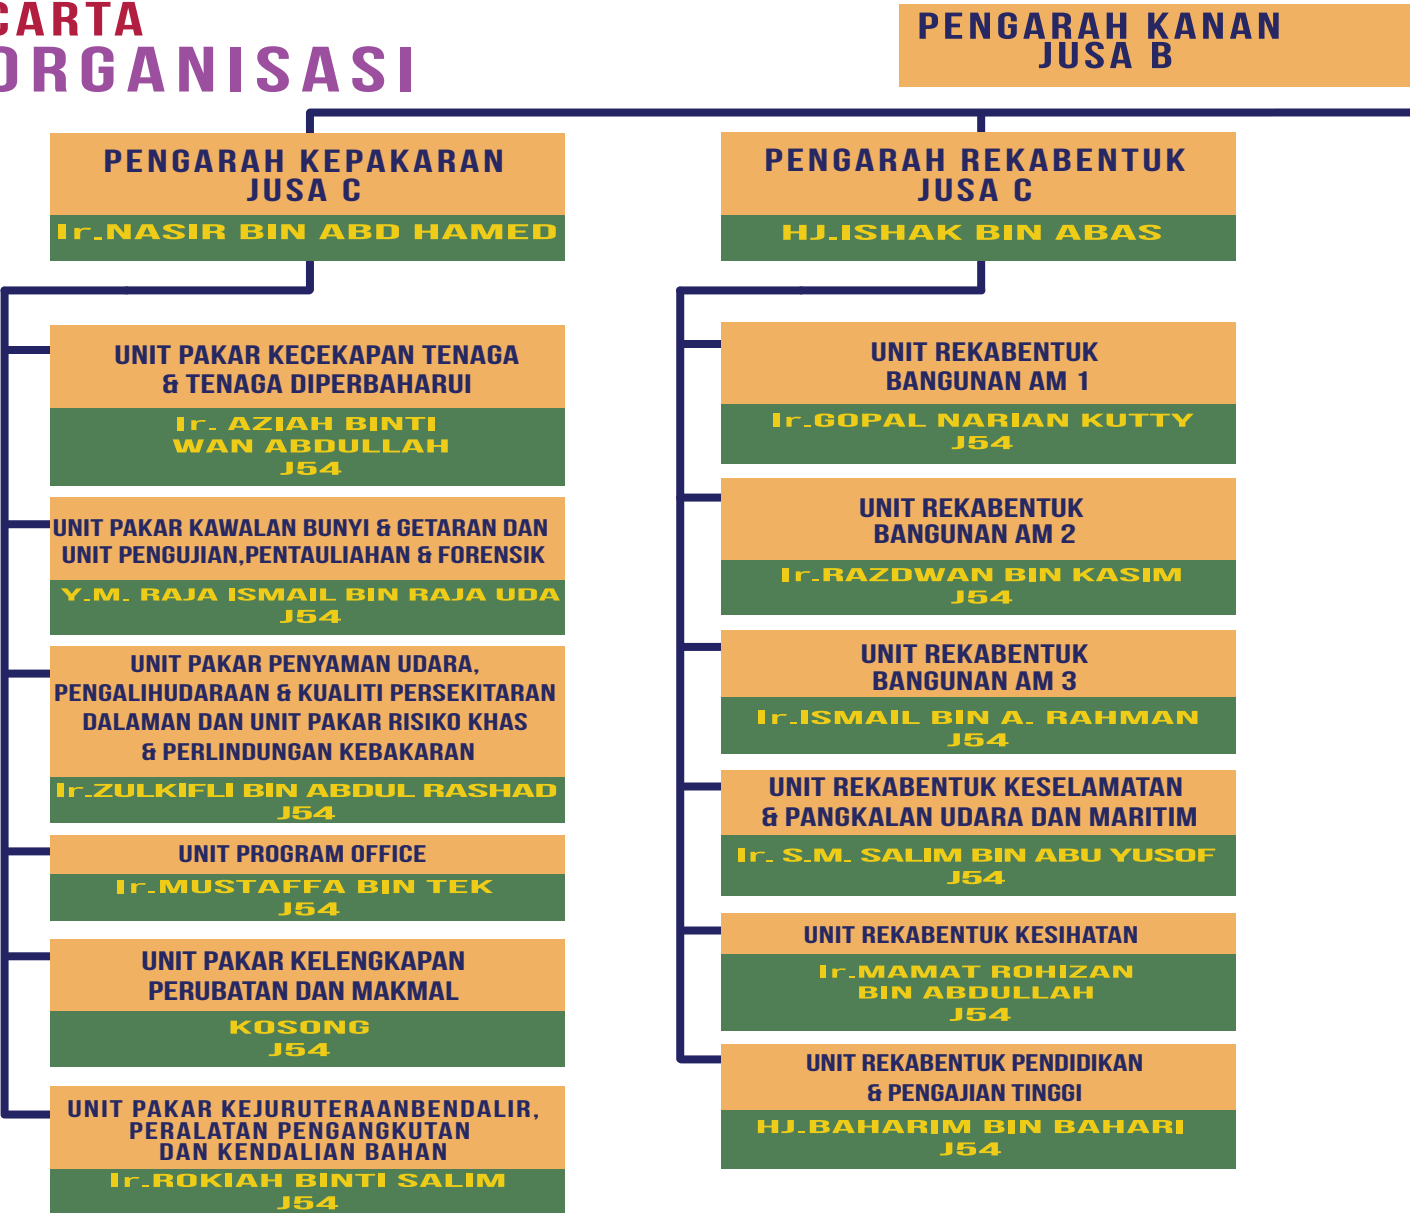 CARTA
ORGANISASI
PENGARAH KANAN
JUSA B
PENGARAH KEPAKARAN
JUSA C
Ir.NASIR BIN ABD HAMED
UNIT PAKAR KECEKAPAN TENAGA
& TENAGA DIPERBAHARUI
Ir. AZIAH BINTI
WAN ABDULLAH
J54
UNIT PAKAR KAWALAN BUNYI & GETARAN DAN
UNIT PENGUJIAN,PENTAULIAHAN & FORENSIK
Y.M. RAJA ISMAIL BIN RAJA UDA
J54
UNIT PAKAR PENYAMAN UDARA,
PENGALIHUDARAAN & KUALITI PERSEKITARAN
DALAMAN DAN UNIT PAKAR RISIKO KHAS
& PERLINDUNGAN KEBAKARAN
Ir.ZULKIFLI BIN ABDUL RASHAD
J54
UNIT PROGRAM OFFICE
Ir.MUSTAFFA BIN TEK
J54
UNIT PAKAR KELENGKAPAN
PERUBATAN DAN MAKMAL
KOSONG
J54
UNIT PAKAR KEJURUTERAANBENDALIR,
PERALATAN PENGANGKUTAN
DAN KENDALIAN BAHAN
Ir.ROKIAH BINTI SALIM
J54
PENGARAH REKABENTUK
JUSA C
HJ.ISHAK BIN ABAS
UNIT REKABENTUK
BANGUNAN AM 1
Ir.GOPAL NARIAN KUTTY
J54
UNIT REKABENTUK
BANGUNAN AM 2
Ir.RAZDWAN BIN KASIM
J54
UNIT REKABENTUK
BANGUNAN AM 3
Ir.ISMAIL BIN A. RAHMAN
J54
UNIT REKABENTUK KESELAMATAN
& PANGKALAN UDARA DAN MARITIM
Ir. S.M. SALIM BIN ABU YUSOF
J54
UNIT REKABENTUK KESIHATAN
Ir.MAMAT ROHIZAN
BIN ABDULLAH
J54
UNIT REKABENTUK PENDIDIKAN
& PENGAJIAN TINGGI
HJ.BAHARIM BIN BAHARI
J54